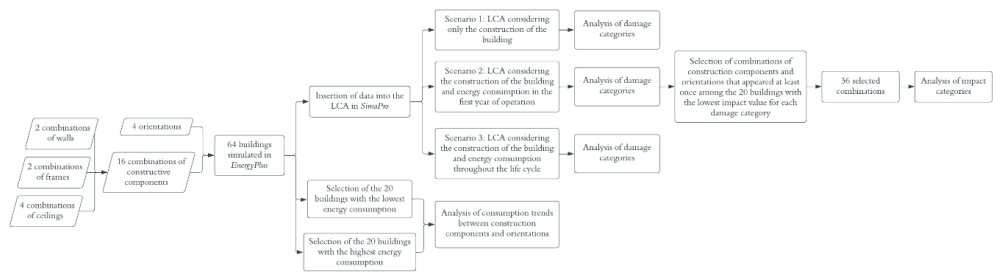 2 combinations
of walls
2 combinations
of frames
4 combinations
of ceilings
4 orientations
16 combinations of
constructive
components
64 buildings
simulated in
EnergyPlus
Insertion of data into the
LCA in SimaPro
Selection of the 20
buildings with the lowest
energy consumption
Selection of the 20 buildings
with the highest energy
consumption
Scenario 1: LCA considering
only the construction of the
building
Scenario 2: LCA considering
the construction of the building
and energy consumption in the
first year of operation
Scenario 3: LCA considering
the construction of the building
and energy consumption
throughout the life cycle
Analysis of consumption trends
between construction
components and orientations
Analysis of damage
categories
Analysis of damage
categories
Analysis of damage
categories
Selection of combinations of
construction components and
orientations that appeared at least
once among the 20 buildings with
the lowest impact value for each
damage category
36 selected
combinations
Analysis of impact
categories